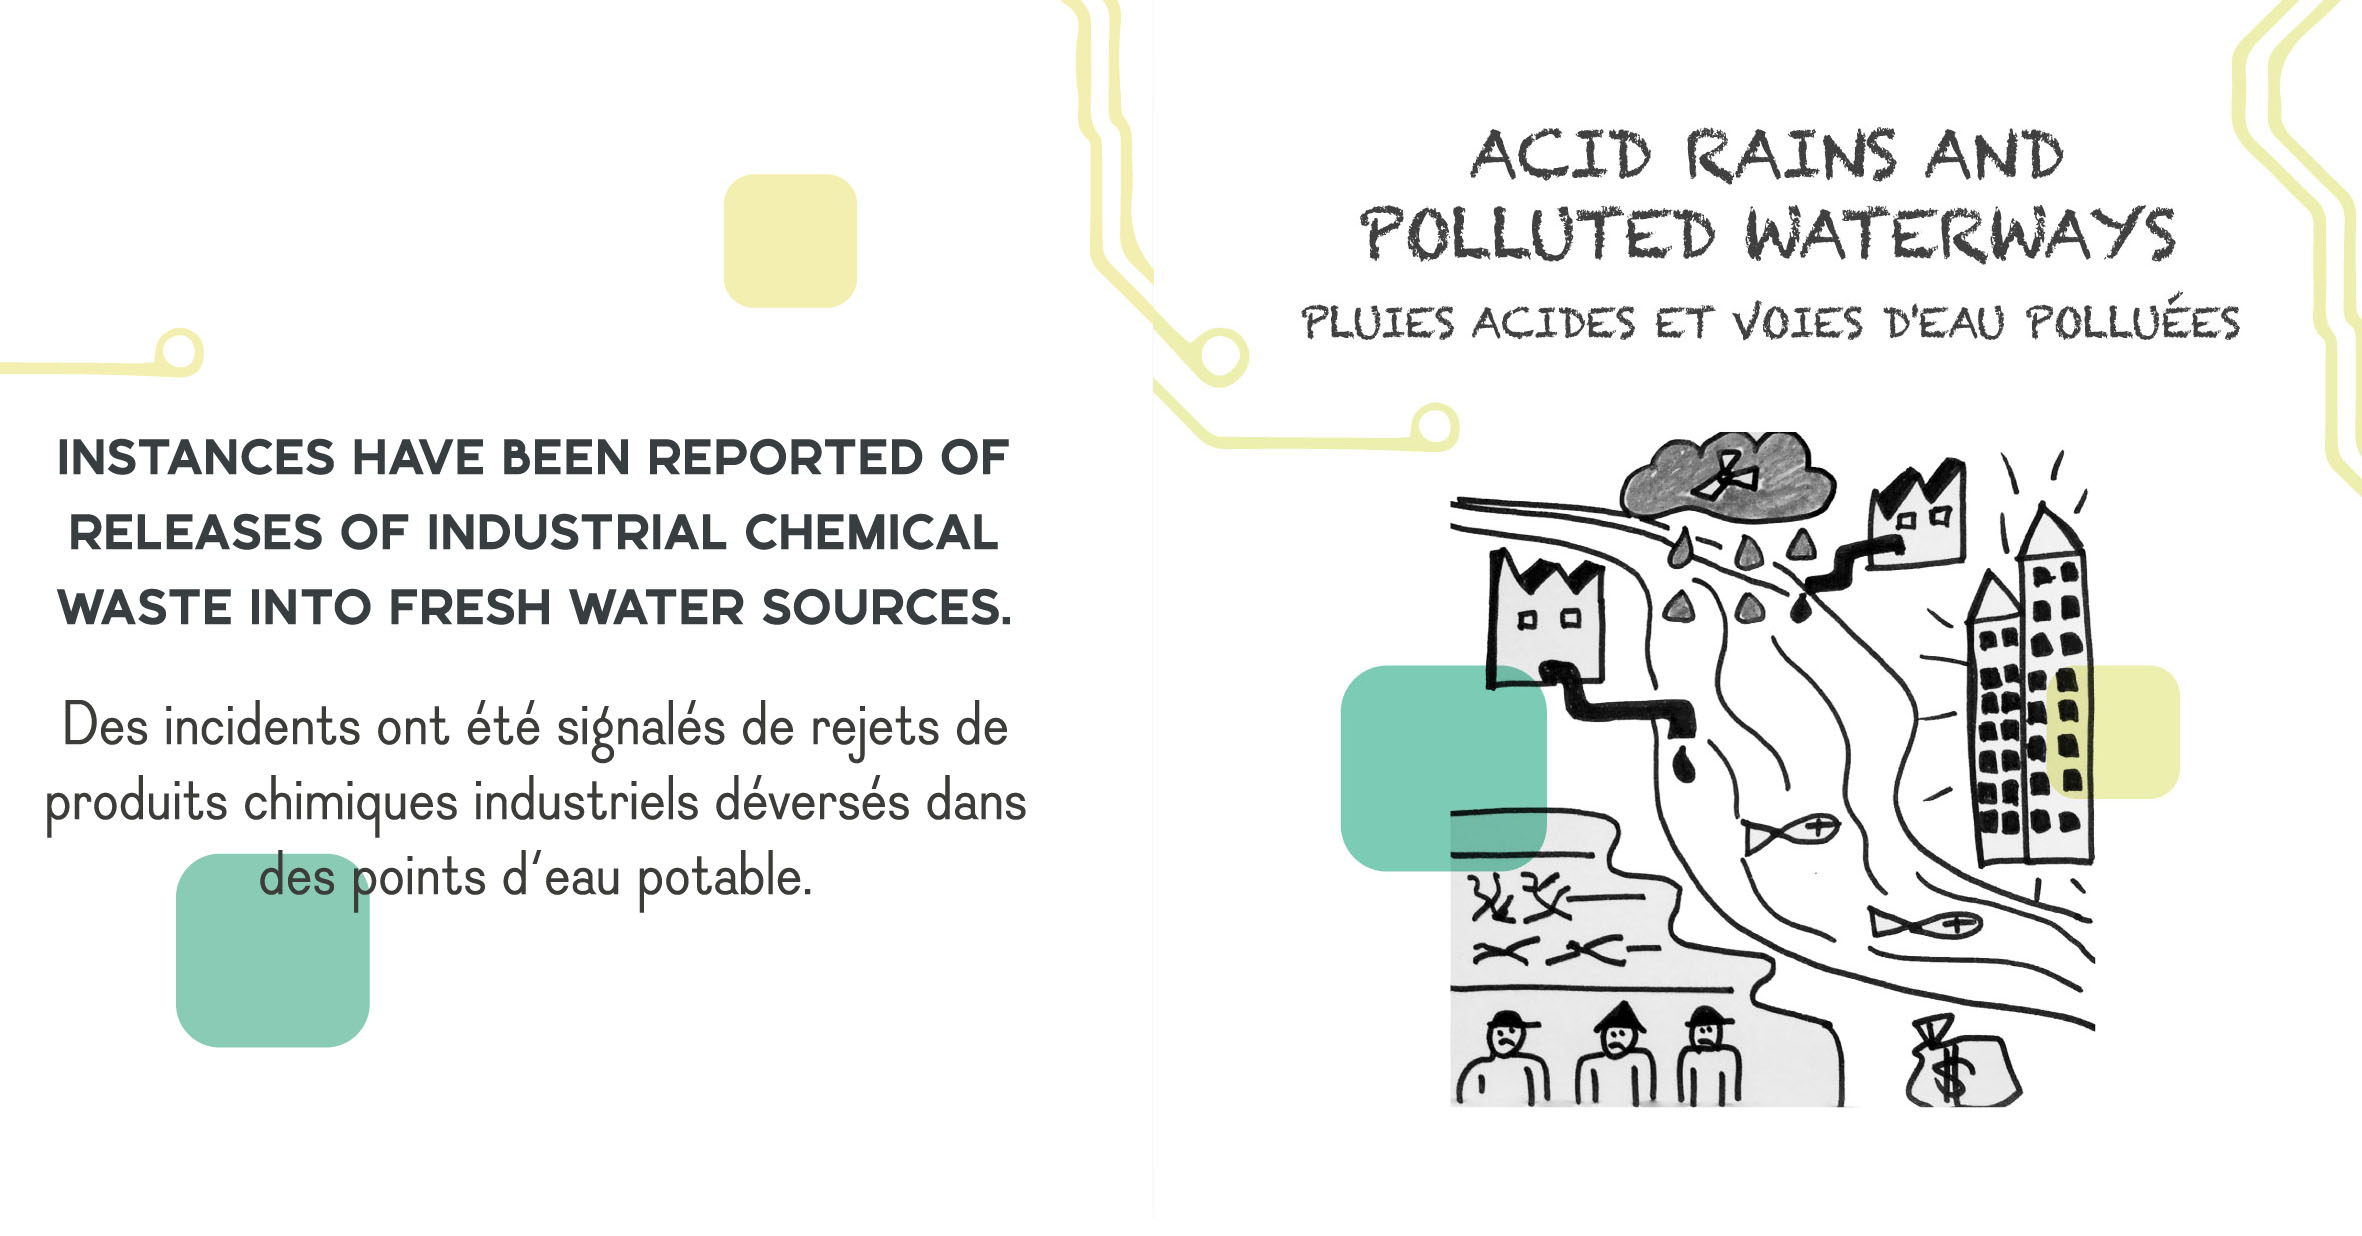 INSTANCES HAVE BEEN REPORTED OF
RELEASES OF INDUSTRIAL CHEMICAL
WASTE INTO FRESH WATER SOURCES.
Des incidents ont été signalés de rejets de
produits chimiques industriels déversés dans
des points d'eau potable.
ACID RAINS AND
POLLUTED WATERWAYS
PLUIES ACIDES ET VOIES D'EAU POLLUÉES
$